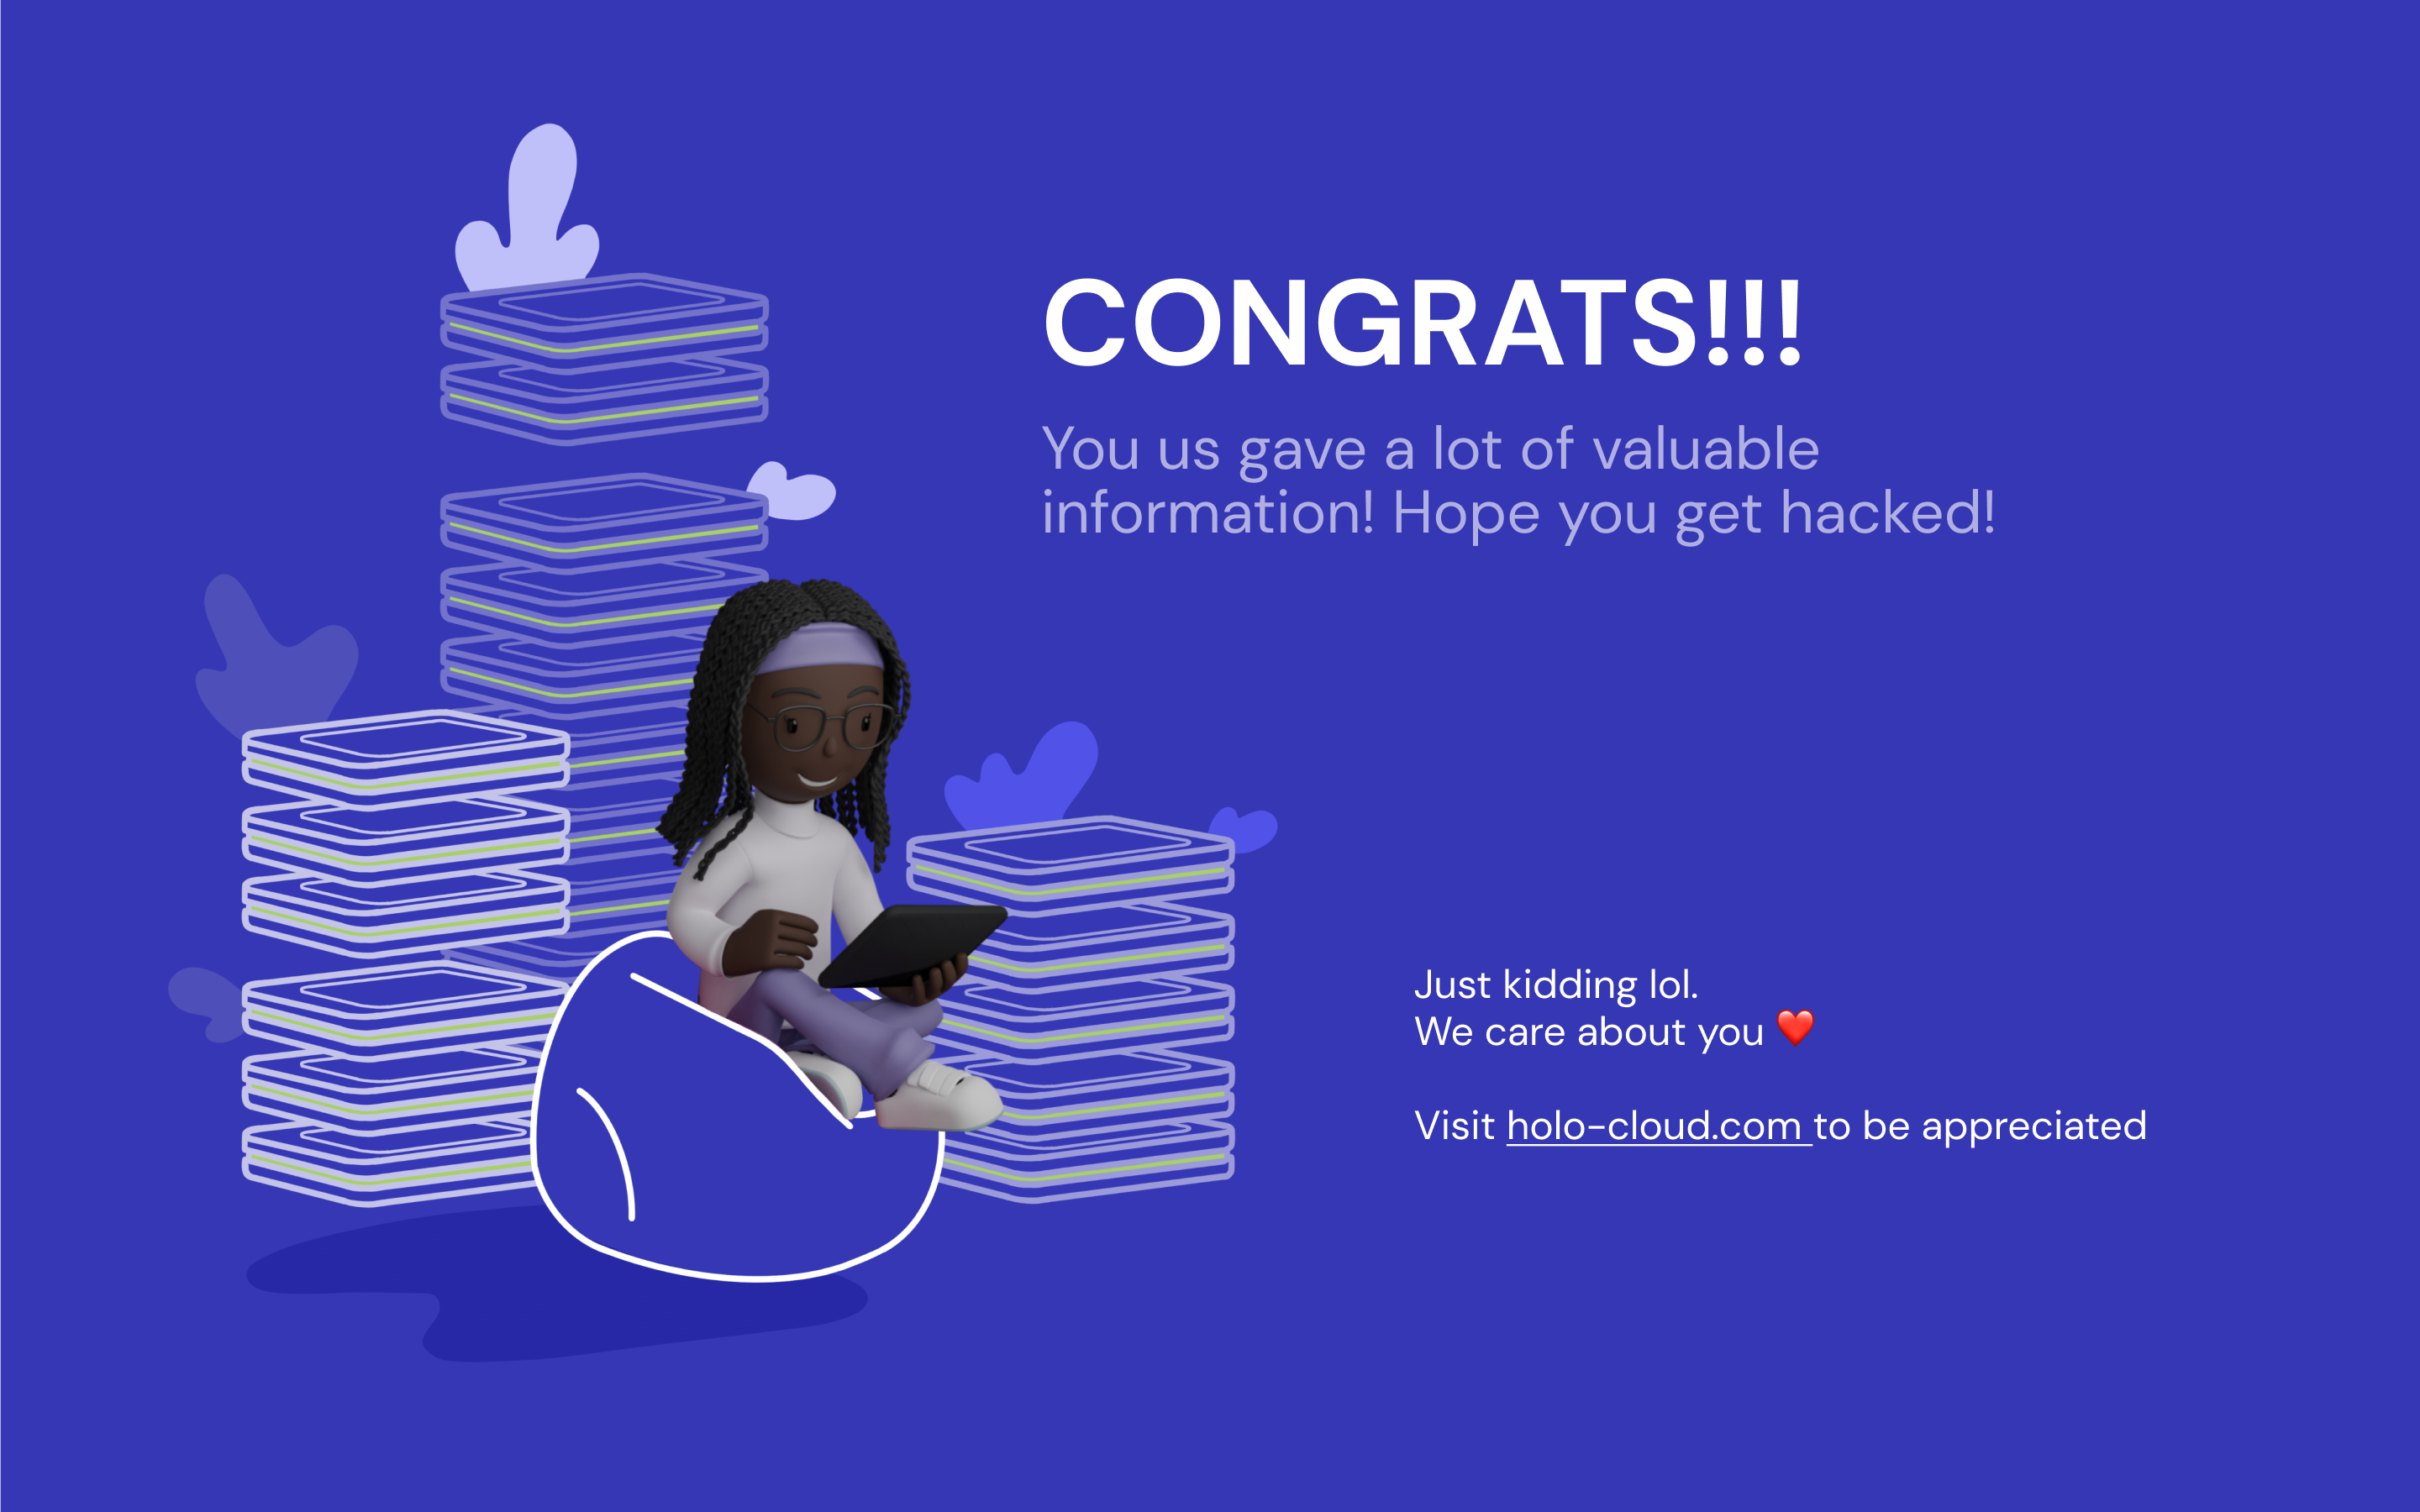 CONGRATS!!!
You us gave a lot of valuable
information! Hope you get hacked!
Just kidding lol.
We care about you ❤️
Visit holo-cloud.com to be appreciated